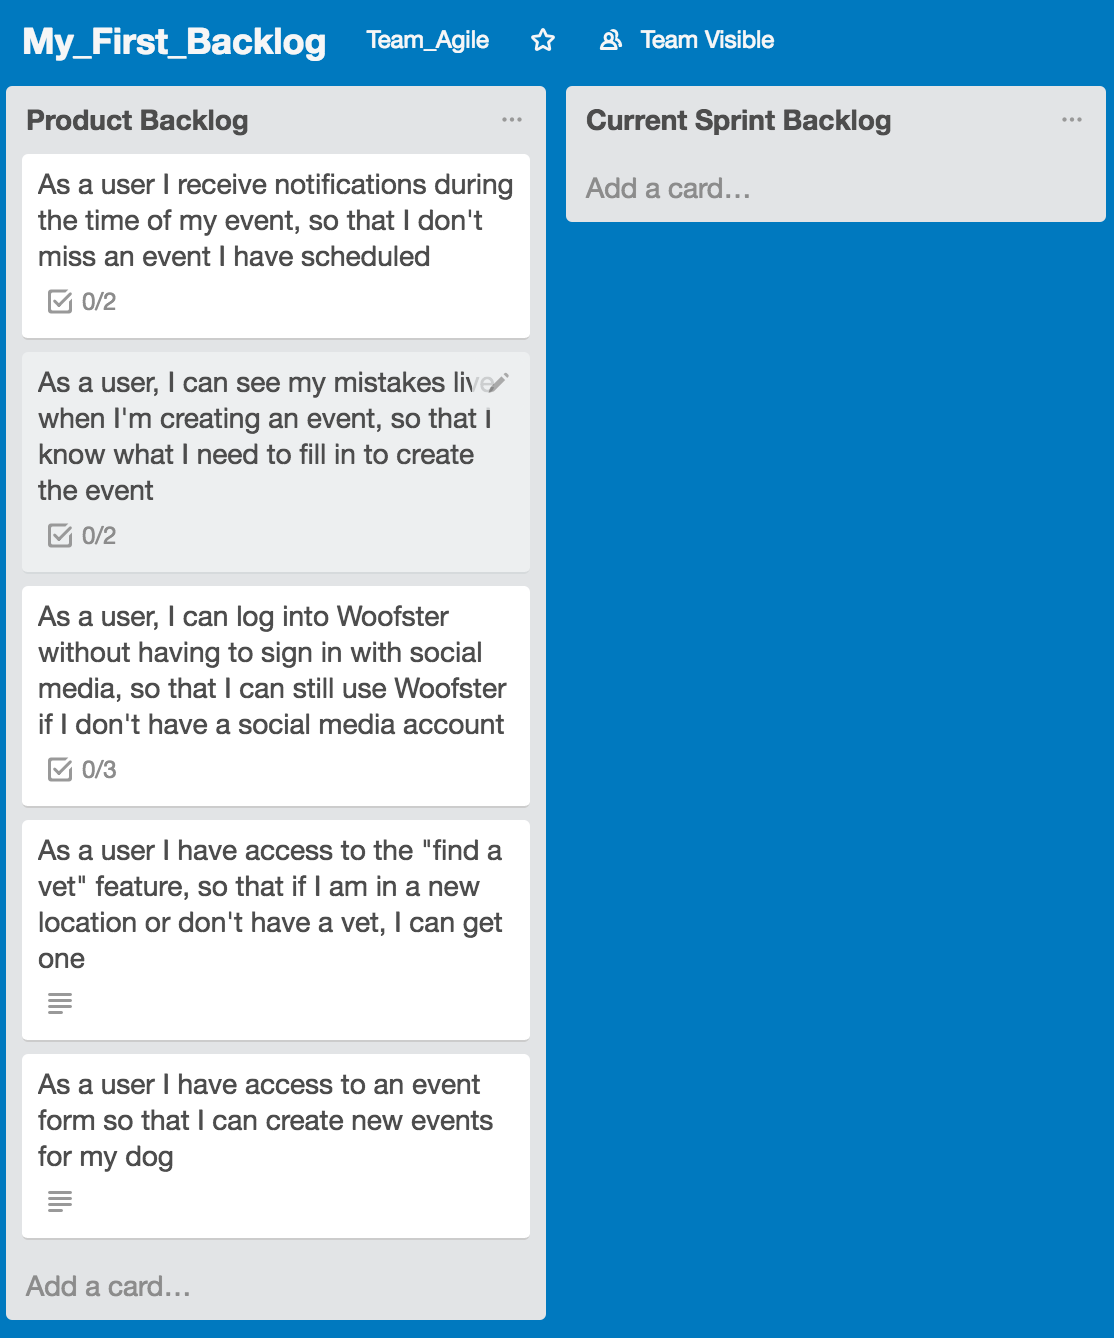 My_First_Backlog Team_Agile Team Visible
Product Backlog
As a user I receive notifications during
the time of my event, so that I don't
miss an event I have scheduled
0/2
As a user, I can see my mistakes live
when I'm creating an event, so that I
know what I need to fill in to create
the event
0/2
As a user, I can log into Woofster
without having to sign in with social
media, so that I can still use Woofster
if I don't have a social media account
0/3
As a user I have access to the "find a
vet" feature, so that if I am in a new
location or don't have a vet, I can get
one
As a user I have access to an event
form so that I can create new events
for my dog
Add a card...
Current Sprint Backlog
Add a card...